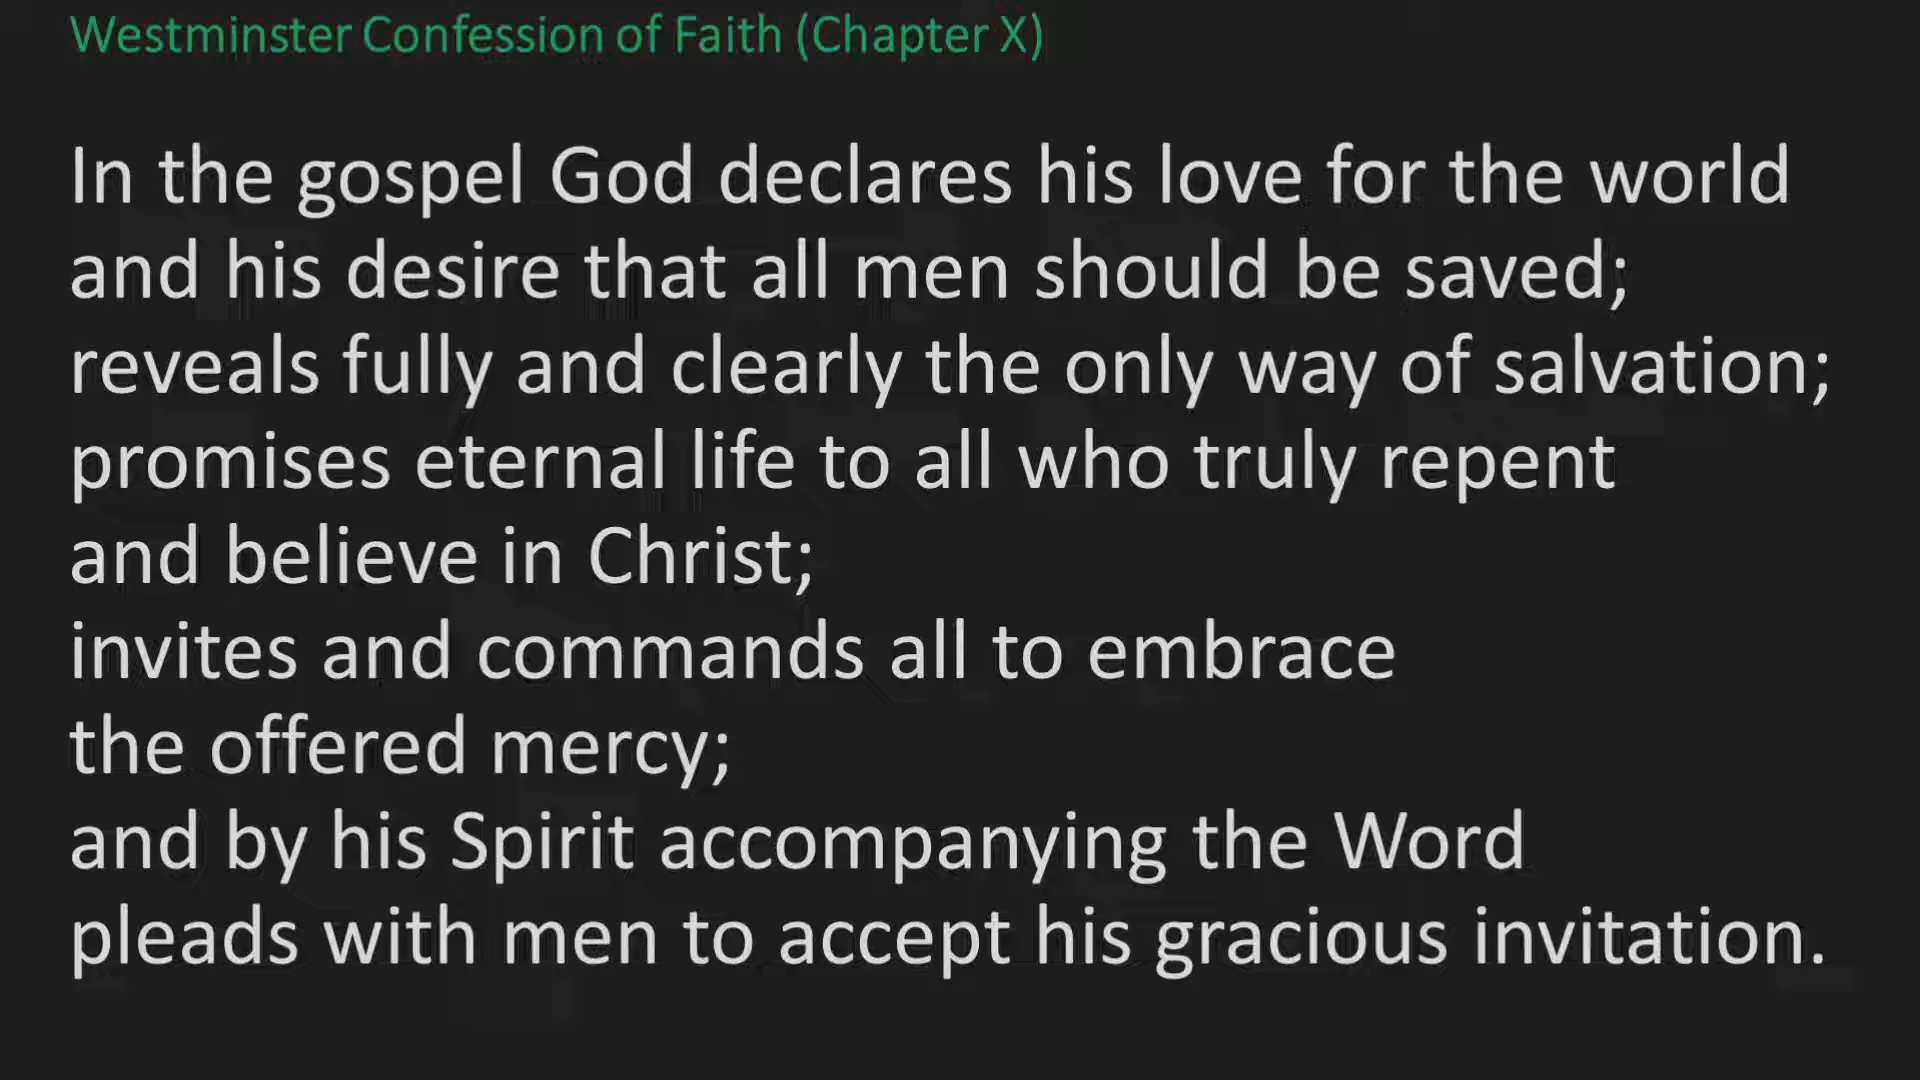 Westminster Confession of Faith (Chapter X)
In the gospel God declares his love for the world
and his desire that all men should be saved;
reveals fully and clearly the only way of salvation;
promises eternal life to all who truly repent
and believe in Christ;
invites and commands all to embrace
the offered mercy;
and by his Spirit accompanying the Word
pleads with men to accept his gracious invitation.